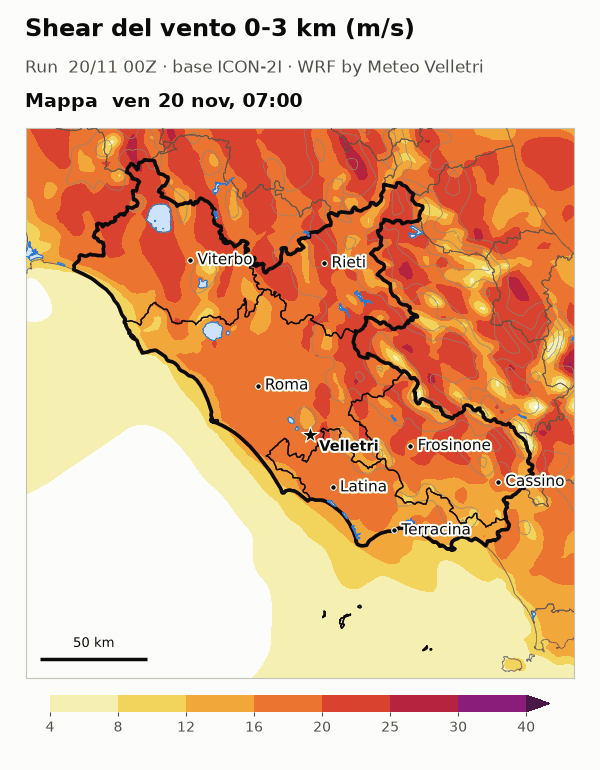 Shear del vento 0-3 km (m/s)
Run  20/11 00Z · base ICON-2I · WRF by Meteo Velletri
Mappa  ven 20 nov, 07:00
Viterbo
Rieti
Roma
Velletri
Frosinone
Cassino
Latina
Terracina
50 km
4 8 12 16 20 25 30 40